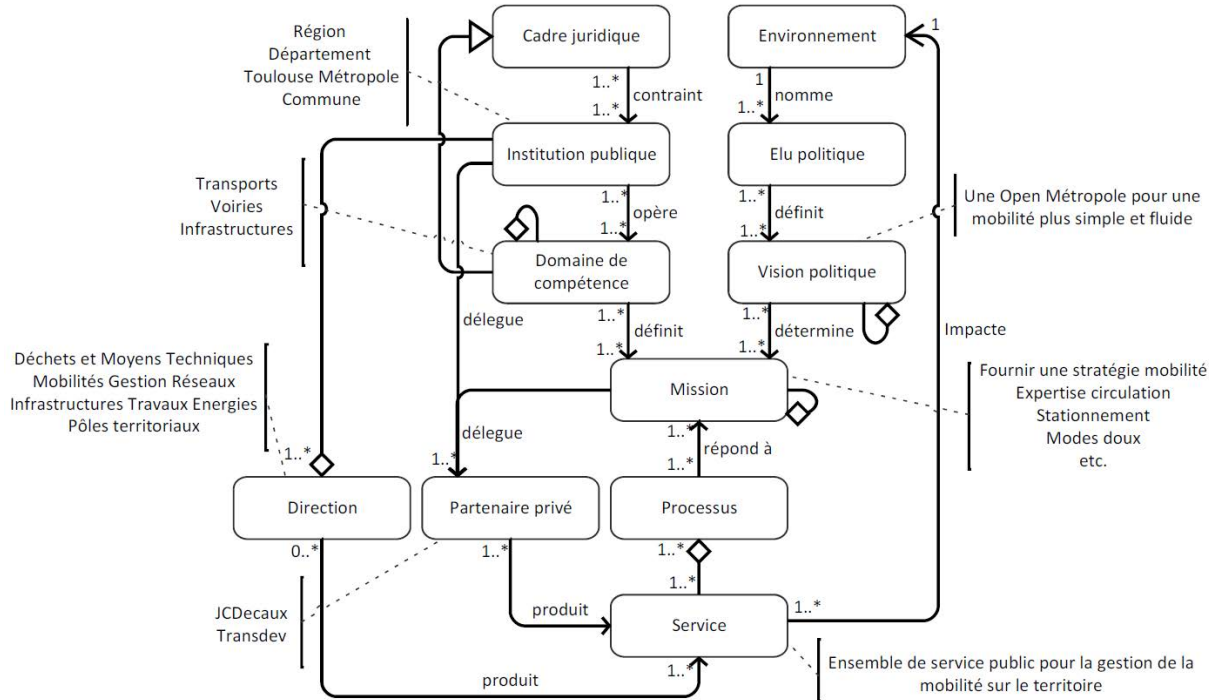 Région
Département
Toulouse Métropole
Commune
Cadre juridique
Environnement
1
1..*
contraint
1..*
1
nomme
1..*
Institution publique
Elu politique
Transports
Voiries
Infrastructures
1..*
opère
1..*
1..*
définit
1..*
Une Open Métropole pour une
mobilité plus simple et fluide
Domaine de
compétence
Vision politique
délegue
1..*
définit
1..*
1..*
détermine
1..*
Impacte
Déchets et Moyens Techniques
Mobilités Gestion Réseaux
Infrastructures Travaux Energies
Pôles territoriaux
Mission
Fournir une stratégie mobilité
Expertise circulation
Stationnement
Modes doux
etc.
1..*
délegue
1..*
1..*
répond à
1..*
Direction
Partenaire privé
Processus
0..*
1..*
1..*
1..*
JCDecaux
Transdev
produit
Service
1..*
produit
1..*
Ensemble de service public pour la gestion de la
mobilité sur le territoire